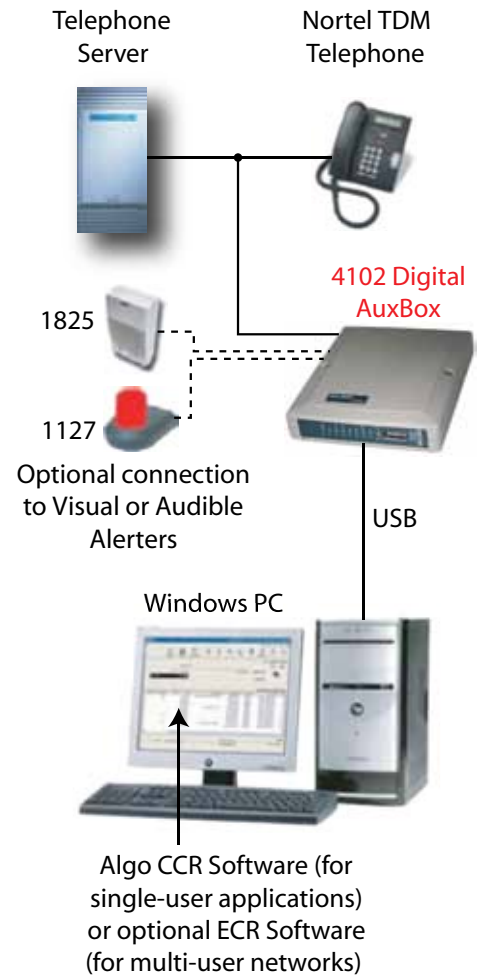 Telephone
Server
Nortel TDM
Telephone
4102 Digital
AuxBox
1825
1127
Optional connection
to Visual or Audible
Alerters
USB
Windows PC
Algo CCR Software (for
single-user applications)
or optional ECR Software
(for multi-user networks)